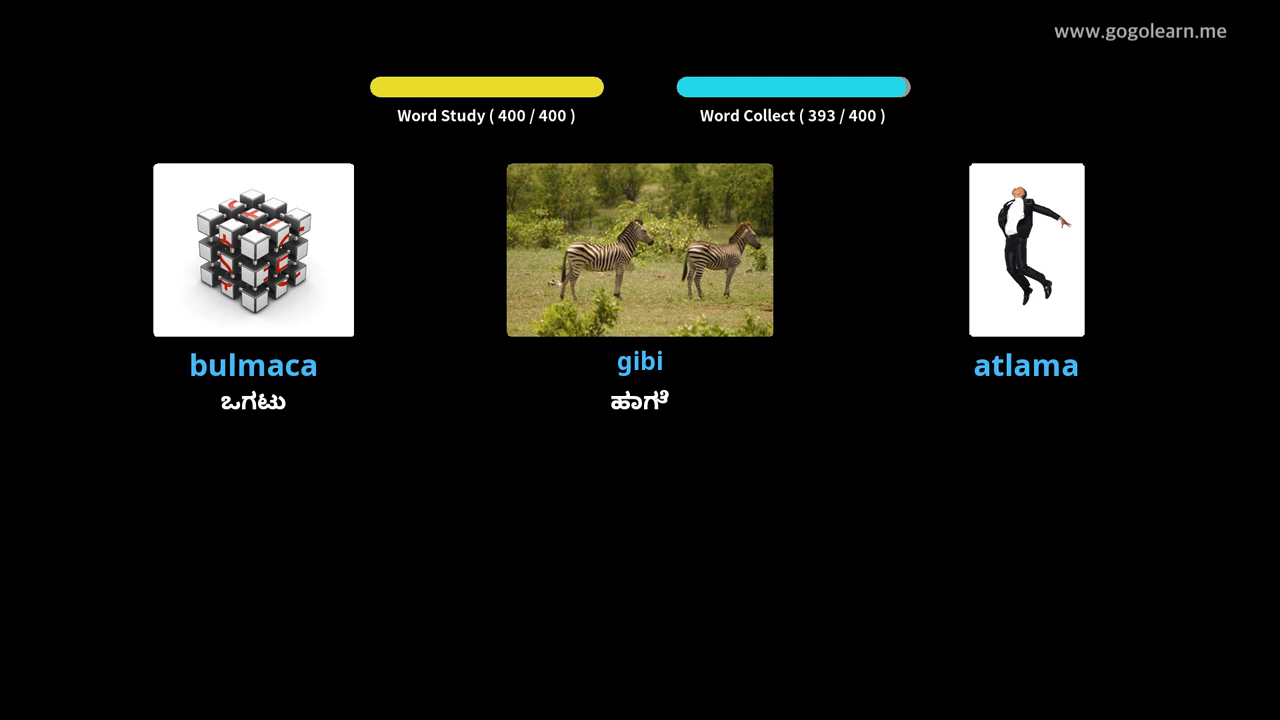 www.gogolearn.me
Word Study ( 400 / 400 )
Word Collect ( 393 / 400 )
bulmaca
gibi
atlama
ಒಗಟು
ಹಾಗೆ